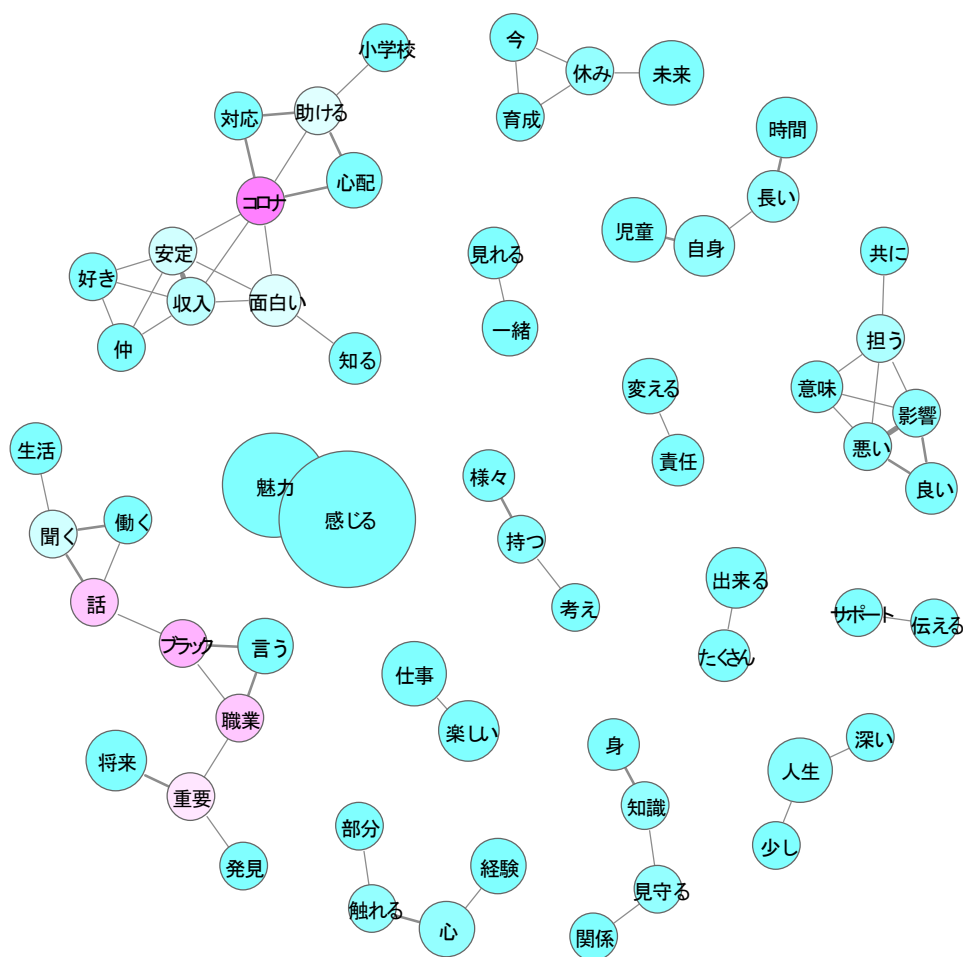 小学校
対応
助ける
心配
コロナ
安定
好き
収入
面白い
仲
知る
今
休み
未来
育成
時間
長い
児童
自身
見れる
一緒
共に
担う
意味
影響
悪い
良い
変える
責任
生活
聞く
働く
話
ブラック
言う
職業
将来
重要
発見
魅力
感じる
様々
持つ
考え
出来る
たくさん
サポート
伝える
仕事
楽しい
身
知識
見守る
関係
深い
人生
少し
部分
触れる
経験
心